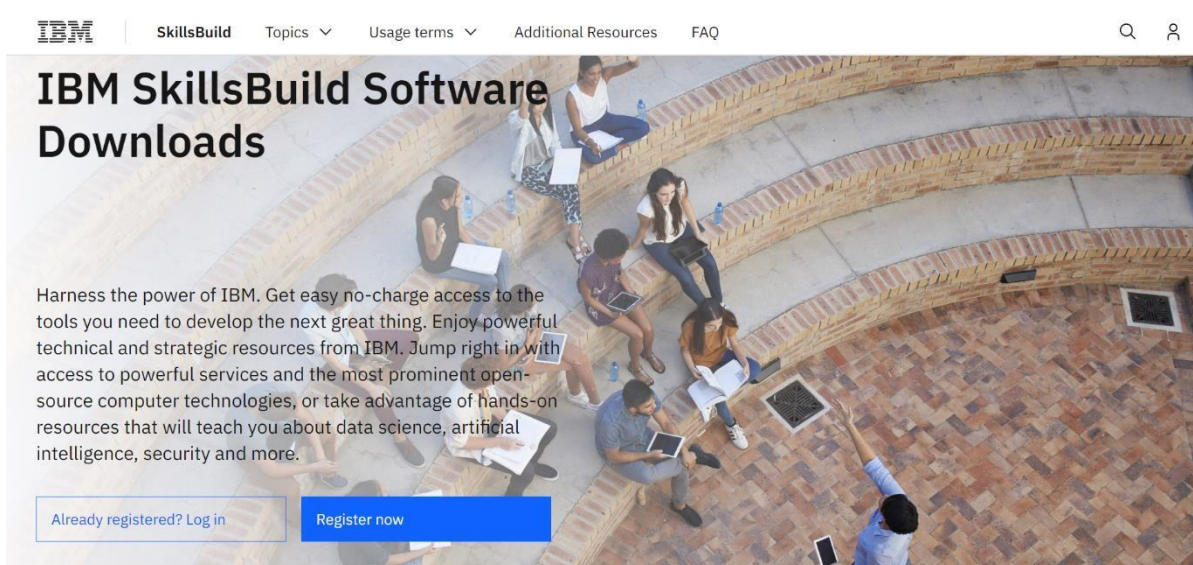 IBM
SkillsBuild
Topics
Usage terms
Additional Resources
FAQ
IBM SkillsBuild Software
Downloads
Harness the power of IBM. Get easy no-charge access to the
tools you need to develop the next great thing. Enjoy powerful
technical and strategic resources from IBM. Jump right in with
access to powerful services and the most prominent open-
source computer technologies, or take advantage of hands-on
resources that will teach you about data science, artificial
intelligence, security and more.
Already registered? Log in
Register now